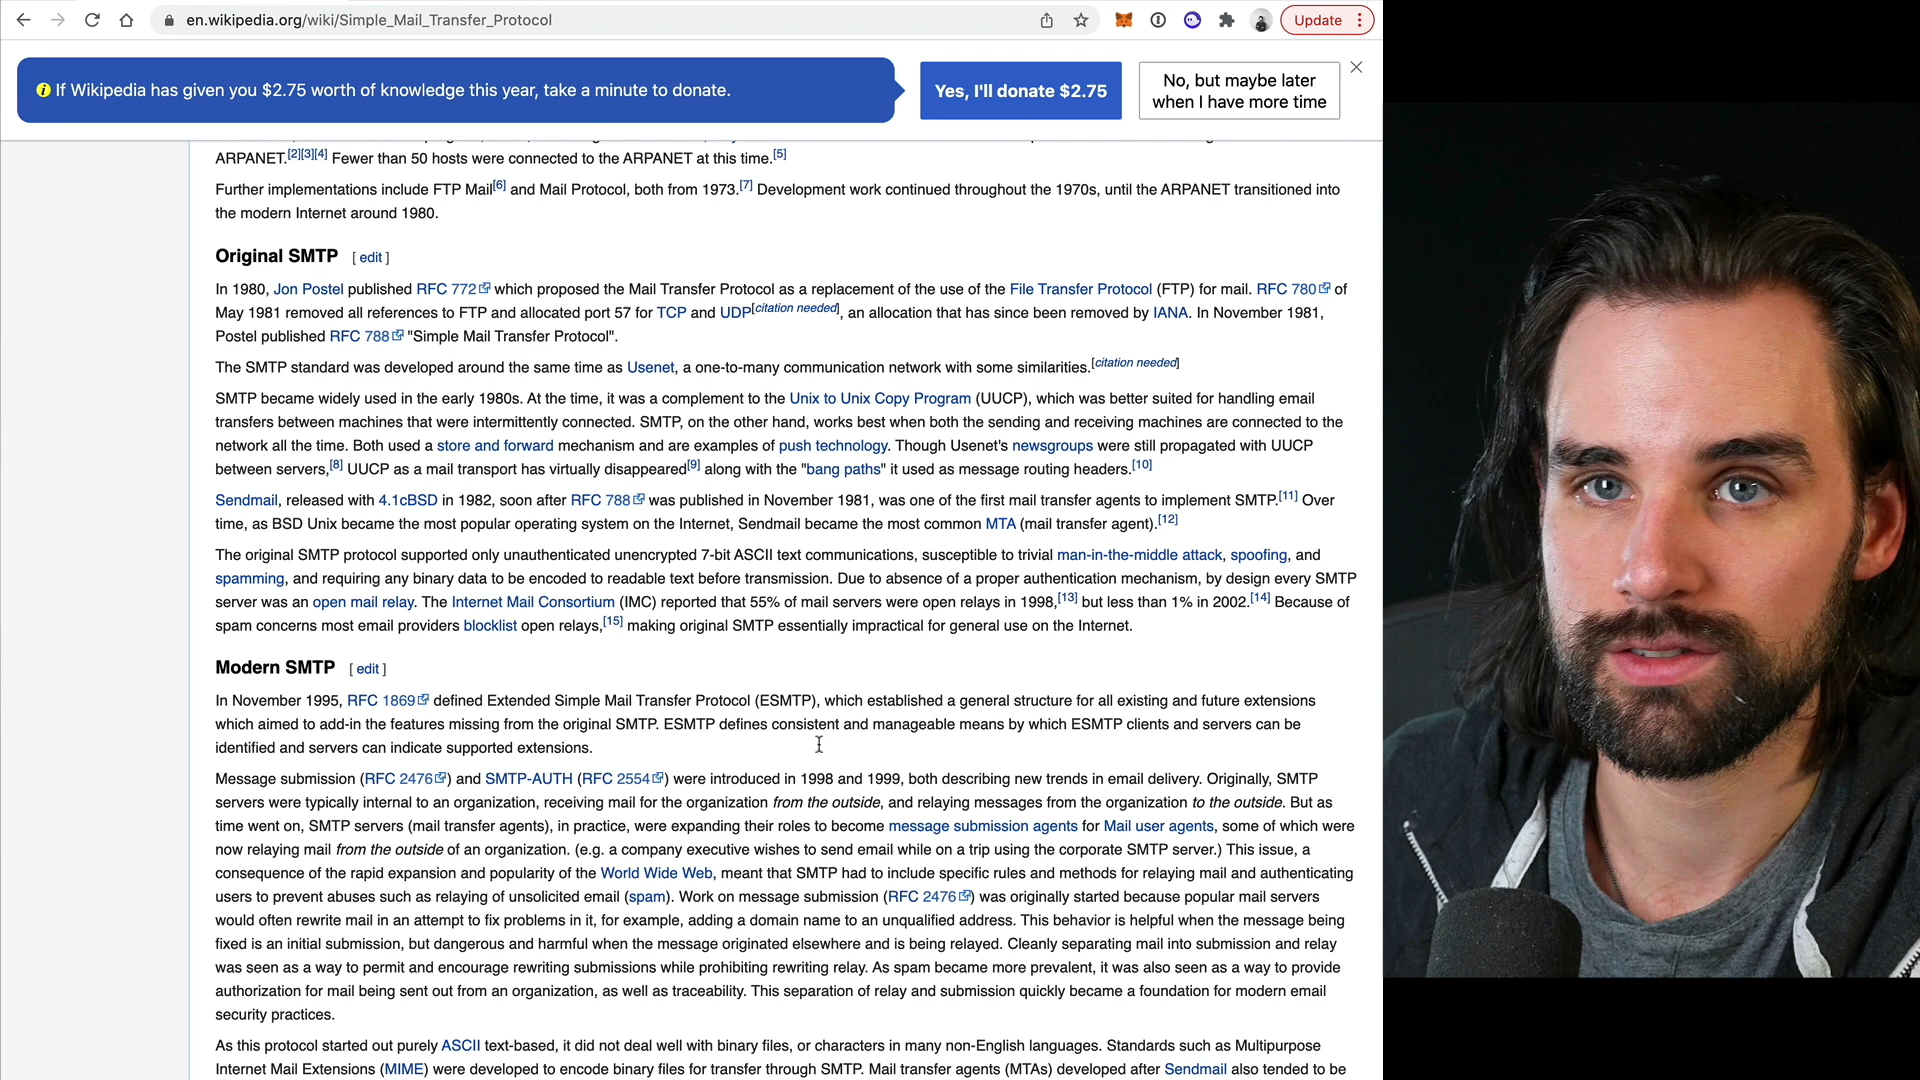 en.wikipedia.org/wiki/Simple_Mail_Transfer_Protocol
Update
If Wikipedia has given you $2.75 worth of knowledge this year, take a minute to donate.
Yes, I'll donate $2.75
No, but maybe later
when I have more time
ARPANET.[2][3][4] Fewer than 50 hosts were connected to the ARPANET at this time.[5]
Further implementations include FTP Mail[6] and Mail Protocol, both from 1973.[7] Development work continued throughout the 1970s, until the ARPANET transitioned into
the modern Internet around 1980.
Original SMTP [ edit ]
In 1980, Jon Postel published RFC 772 which proposed the Mail Transfer Protocol as a replacement of the use of the File Transfer Protocol (FTP) for mail. RFC 780 of
May 1981 removed all references to FTP and allocated port 57 for TCP and UDP[citation needed], an allocation that has since been removed by IANA. In November 1981,
Postel published RFC 788 "Simple Mail Transfer Protocol".
The SMTP standard was developed around the same time as Usenet, a one-to-many communication network with some similarities.[citation needed]
SMTP became widely used in the early 1980s. At the time, it was a complement to the Unix to Unix Copy Program (UUCP), which was better suited for handling email
transfers between machines that were intermittently connected. SMTP, on the other hand, works best when both the sending and receiving machines are connected to the
network all the time. Both used a store and forward mechanism and are examples of push technology. Though Usenet's newsgroups were still propagated with UUCP
between servers,[8] UUCP as a mail transport has virtually disappeared[9] along with the "bang paths" it used as message routing headers.[10]
Sendmail, released with 4.1cBSD in 1982, soon after RFC 788 was published in November 1981, was one of the first mail transfer agents to implement SMTP.[11] Over
time, as BSD Unix became the most popular operating system on the Internet, Sendmail became the most common MTA (mail transfer agent).[12]
The original SMTP protocol supported only unauthenticated unencrypted 7-bit ASCII text communications, susceptible to trivial man-in-the-middle attack, spoofing, and
spamming, and requiring any binary data to be encoded to readable text before transmission. Due to absence of a proper authentication mechanism, by design every SMTP
server was an open mail relay. The Internet Mail Consortium (IMC) reported that 55% of mail servers were open relays in 1998,[13] but less than 1% in 2002.[14] Because of
spam concerns most email providers blocklist open relays,[15] making original SMTP essentially impractical for general use on the Internet.
Modern SMTP [ edit ]
In November 1995, RFC 1869 defined Extended Simple Mail Transfer Protocol (ESMTP), which established a general structure for all existing and future extensions
which aimed to add-in the features missing from the original SMTP. ESMTP defines consistent and manageable means by which ESMTP clients and servers can be
identified and servers can indicate supported extensions.
Message submission (RFC 2476) and SMTP-AUTH (RFC 2554) were introduced in 1998 and 1999, both describing new trends in email delivery. Originally, SMTP
servers were typically internal to an organization, receiving mail for the organization from the outside, and relaying messages from the organization to the outside. But as
time went on, SMTP servers (mail transfer agents), in practice, were expanding their roles to become message submission agents for Mail user agents, some of which were
now relaying mail from the outside of an organization. (e.g. a company executive wishes to send email while on a trip using the corporate SMTP server.) This issue, a
consequence of the rapid expansion and popularity of the World Wide Web, meant that SMTP had to include specific rules and methods for relaying mail and authenticating
users to prevent abuses such as relaying of unsolicited email (spam). Work on message submission (RFC 2476) was originally started because popular mail servers
would often rewrite mail in an attempt to fix problems in it, for example, adding a domain name to an unqualified address. This behavior is helpful when the message being
fixed is an initial submission, but dangerous and harmful when the message originated elsewhere and is being relayed. Cleanly separating mail into submission and relay
was seen as a way to permit and encourage rewriting submissions while prohibiting rewriting relay. As spam became more prevalent, it was also seen as a way to provide
authorization for mail being sent out from an organization, as well as traceability. This separation of relay and submission quickly became a foundation for modern email
security practices.
As this protocol started out purely ASCII text-based, it did not deal well with binary files, or characters in many non-English languages. Standards such as Multipurpose
Internet Mail Extensions (MIME) were developed to encode binary files for transfer through SMTP. Mail transfer agents (MTAs) developed after Sendmail also tended to be